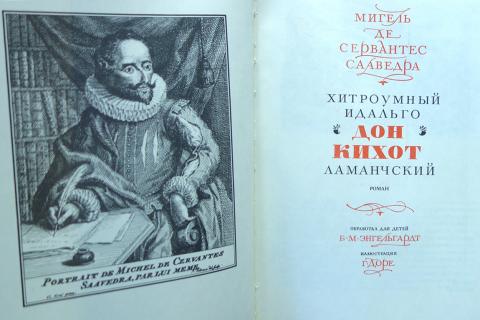 PORTRAIT DE MICHEL DE CERVANTES
SAAVEDRA, PAR LUI MEME
МИГЕЛЬ
ДЕ
СЕРВАНТЕС
СААВЕДРА
ХИТРОУМНЫЙ
ИДАЛЬГО
ДОН
КИХОТ
ЛАМАНЧСКИЙ
РОМАН
ОБРАБОТАЛ ДЛЯ ДЕТЕЙ
Б·М·ЭНГЕЛЬГАРДТ
ИЛЛЮСТРАЦИИ
Г·ДОРЕ